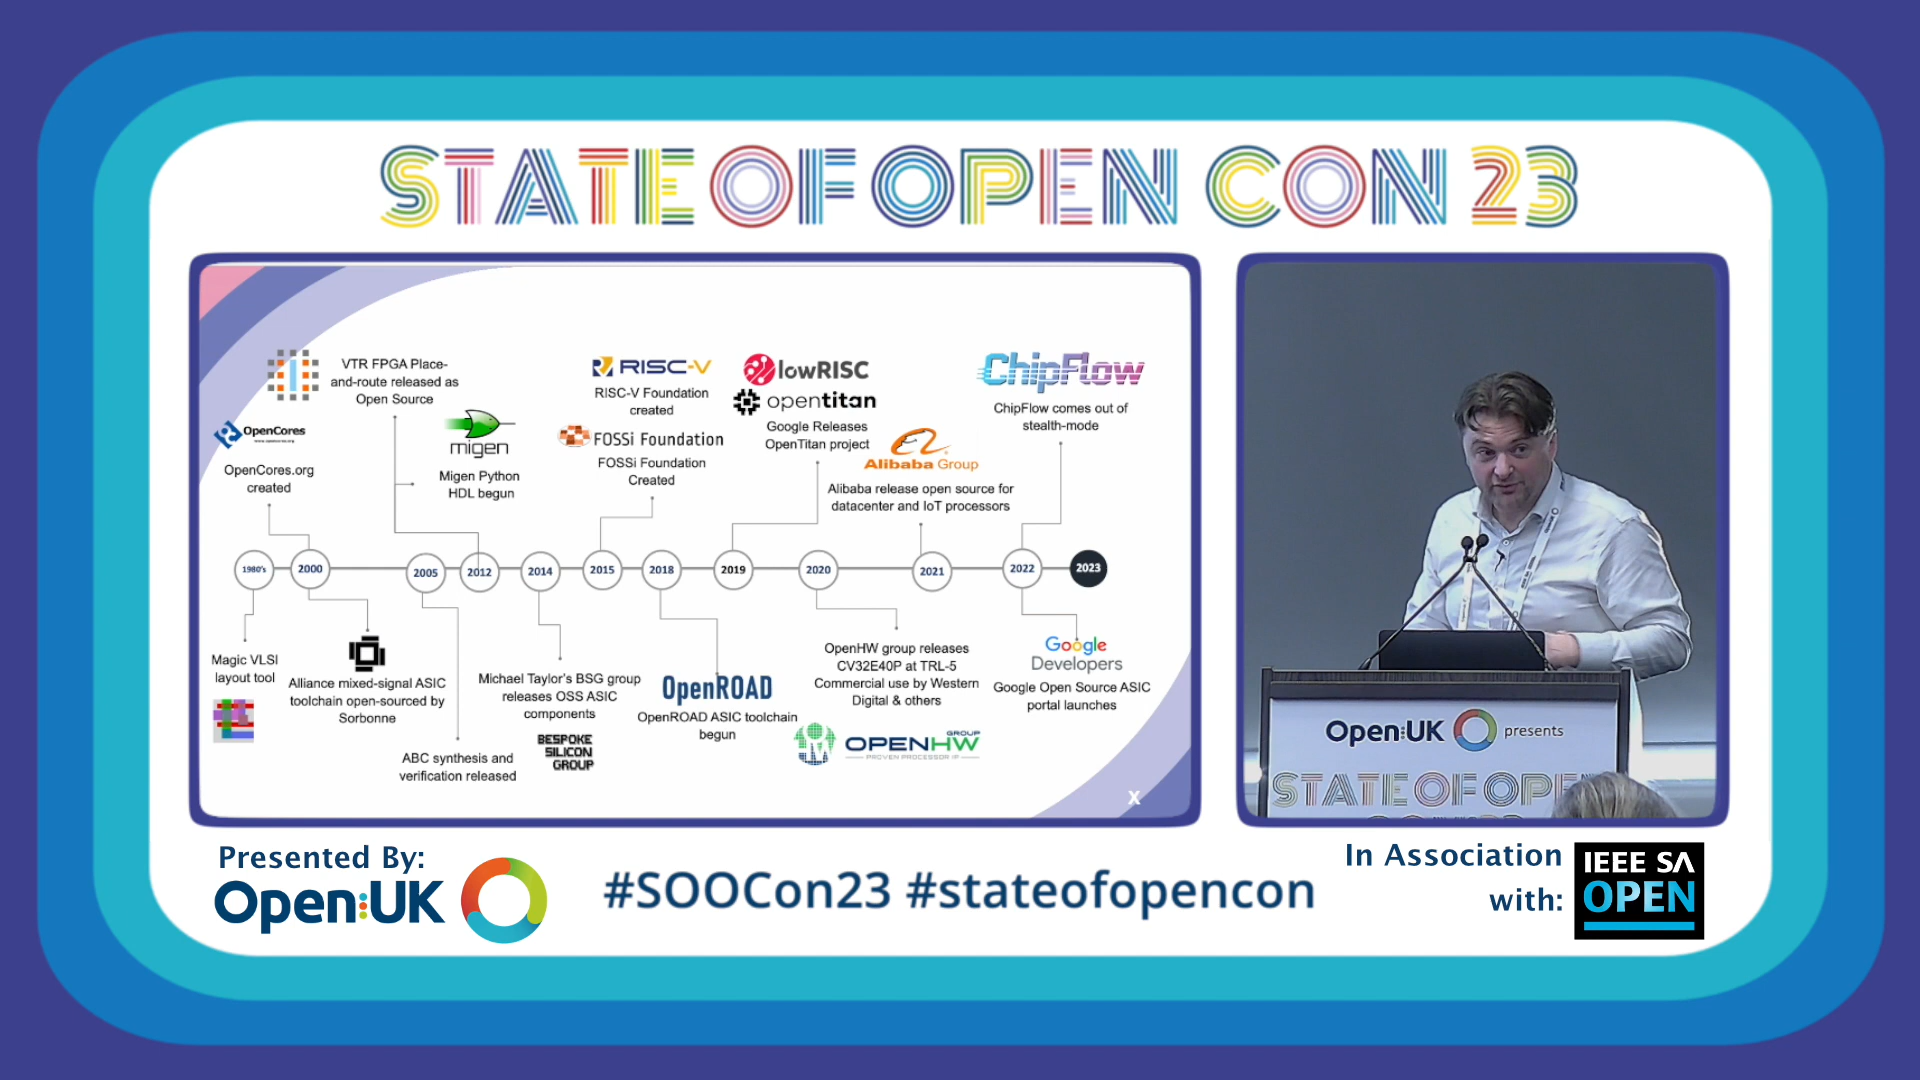 STATE OF OPEN CON 23
VTR FPGA Place-
and-route released as
Open Source
OpenCores
www.opencores.org
OpenCores.org
created
migen
Migen Python
HDL begun
RISC-V
RISC-V Foundation
created
FOSSi Foundation
FOSSi Foundation
Created
lowRISC
opentitan
Google Releases
OpenTitan project
Alibaba Group
Alibaba release open source for
datacenter and IoT processors
ChipFlow
ChipFlow comes out of
stealth-mode
1980's
2000
2005
2012
2014
2015
2018
2019
2020
2021
2022
2023
Magic VLSI
layout tool
Alliance mixed-signal ASIC
toolchain open-sourced by
Sorbonne
ABC synthesis and
verification released
Michael Taylor's BSG group
releases OSS ASIC
components
BESPOKE
SILICON
GROUP
OpenROAD
OpenROAD ASIC toolchain
begun
OpenHW group releases
CV32E40P at TRL-5
Commercial use by Western
Digital & others
OPENHW
GROUP
PROVEN PROCESSOR IP
Google
Developers
Google Open Source ASIC
portal launches
X
Open:UK presents
STATE OF OPE
Presented By:
Open:UK
#SOOCon23 #stateofopencon
In Association
with:
IEEE SA
OPEN